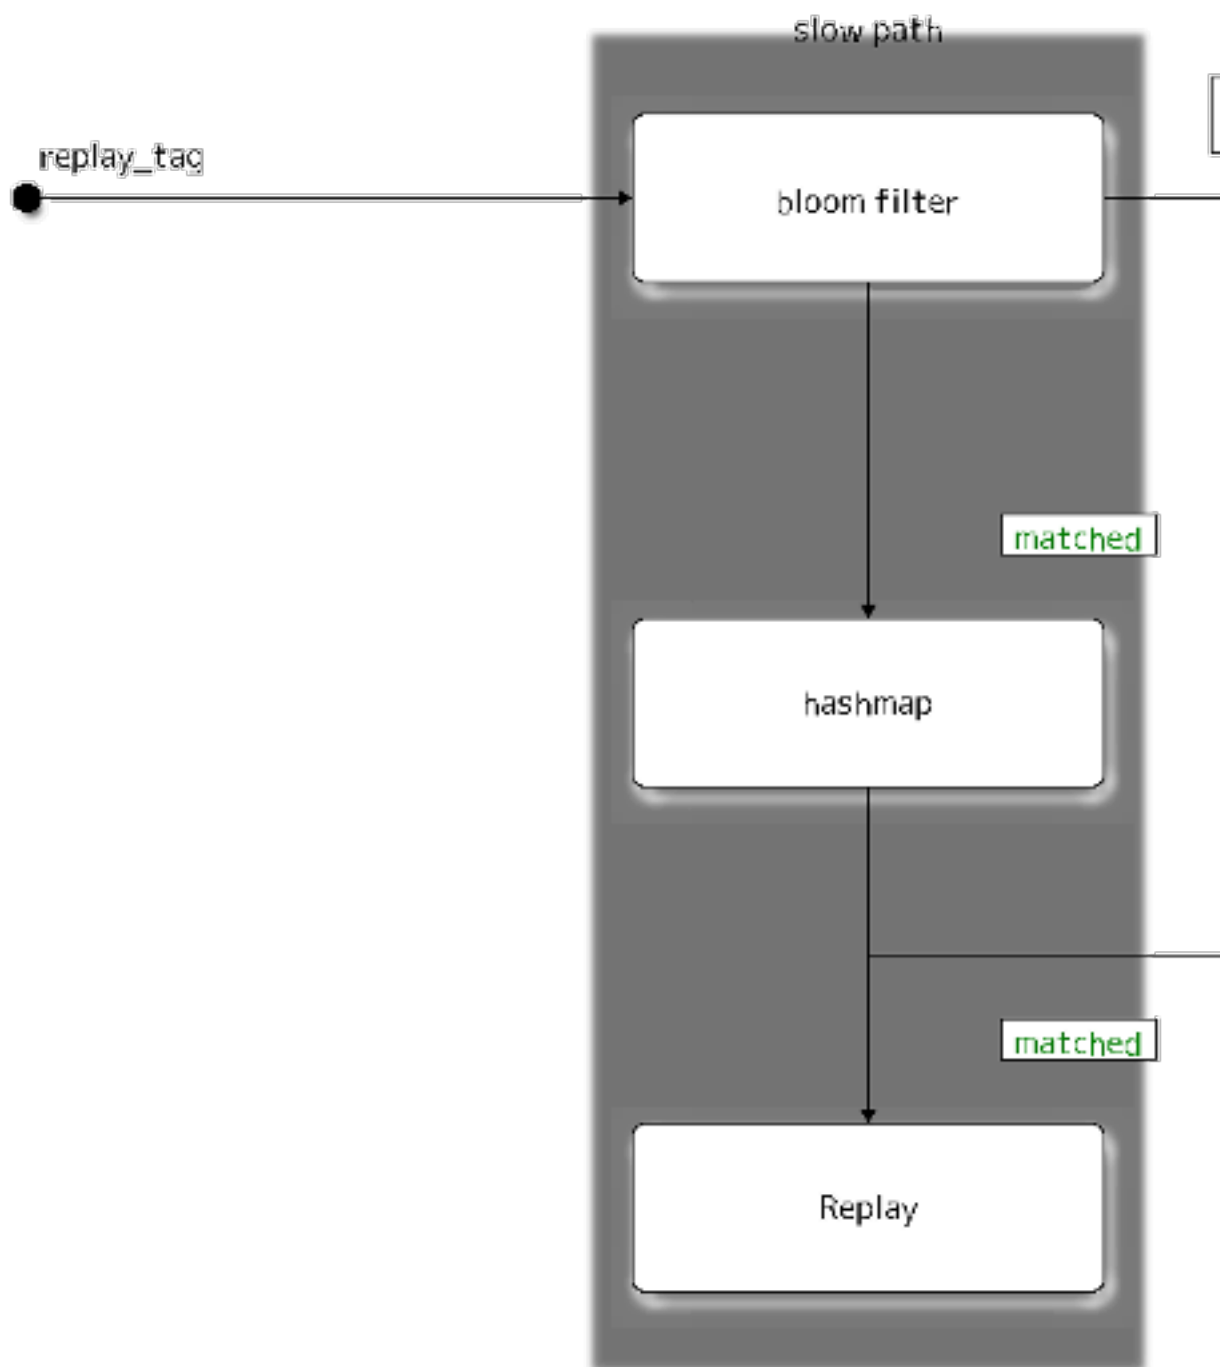 slow path
replay_tag
bloom filter
matched
hashmap
matched
Replay